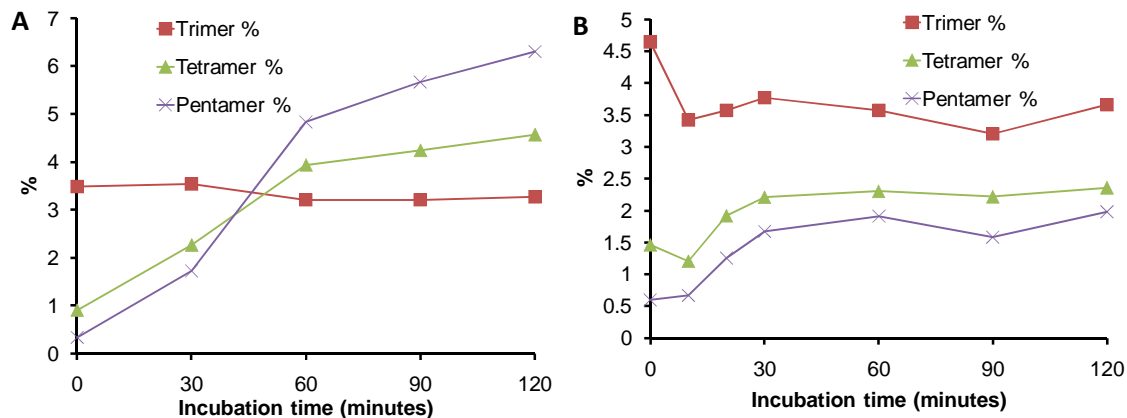 A
Trimer %
Tetramer %
Pentamer %
7
6
5
4
3
2
1
0
%
0 30 60 90 120
Incubation time (minutes)
B
Trimer %
Tetramer %
Pentamer %
5
4.5
4
3.5
3
2.5
2
1.5
1
0.5
0
%
0 30 60 90 120
Incubation time (minutes)